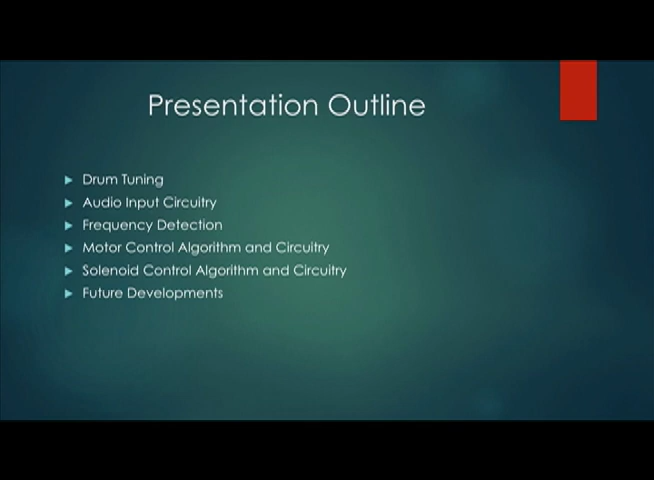 Presentation Outline
Drum Tuning
Audio Input Circuitry
Frequency Detection
Motor Control Algorithm and Circuitry
Solenoid Control Algorithm and Circuitry
Future Developments